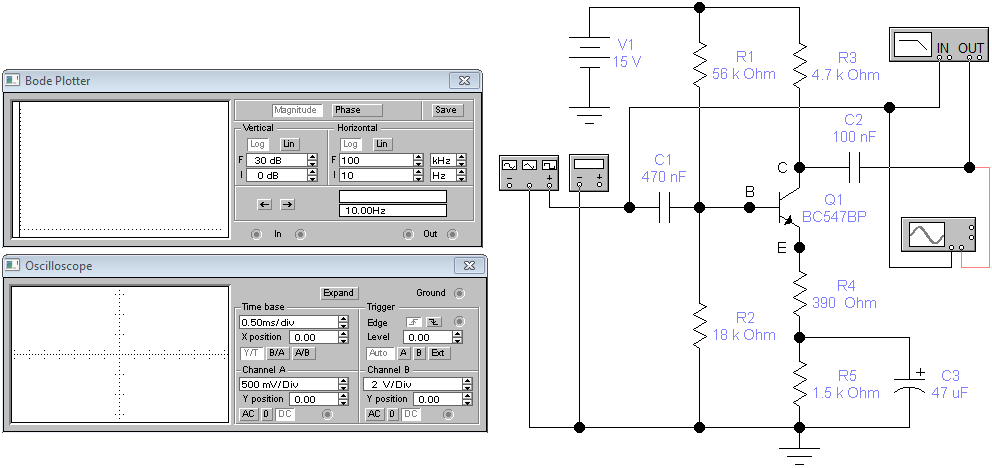 Bode Plotter
Magnitude Phase Save
Vertical Horizontal
Log Lin Log Lin
F 30 dB F 100 kHz
I 0 dB I 10 Hz
10.00Hz
In Out
Oscilloscope
Expand Ground
Time base Trigger
0.50ms/div Edge
X position 0.00 Level 0.00
Y/T B/A A/B Auto A B Ext
Channel A Channel B
500 mV/Div 2 V/Div
Y position 0.00 Y position 0.00
AC 0 DC AC 0 DC
V1
15 V
R1
56 k Ohm
R3
4.7 k Ohm
IN OUT
C1
470 nF
C2
100 nF
C
B
Q1
BC547BP
E
R4
390 Ohm
R2
18 k Ohm
R5
1.5 k Ohm
+
C3
47 uF
− +
−